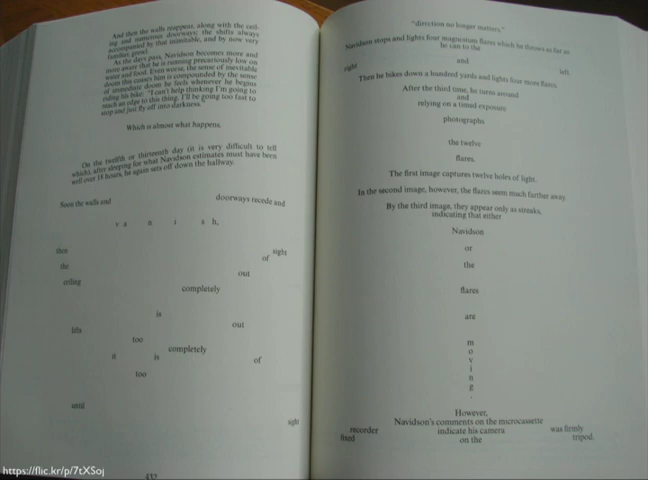 And then the walls reappear, along with the ceil-
ing and numerous doorways; the shifts always
accompanied by that inimitable, and by now very
familiar, growl.
As the days pass, Navidson becomes more and
more aware that he is running precariously low on
water and food. Even worse, the sense of inevitable
doom this causes him is compounded by the sense
of immediate doom he feels whenever he begins
riding his bike: "I can't help thinking I'm going to
reach an edge to this thing. I'll be going too fast to
stop and just fly off into darkness."
Which is almost what happens.
On the twelfth or thirteenth day (it is very difficult to tell
which), after sleeping for what Navidson estimates must have been
well over 18 hours, he again sets off down the hallway.
Soon the walls and doorways recede and
v a n i s h,
then sight
the of
ceiling out
completely
is
lifts out
too
completely
it is of
too
until
sight
"direction no longer matters."
Navidson stops and lights four magnesium flares which he throws as far as
he can to the
right and left.
Then he bikes down a hundred yards and lights four more flares.
After the third time, he turns around
and
relying on a timed exposure
photographs
the twelve
flares.
The first image captures twelve holes of light.
In the second image, however, the flares seem much farther away.
By the third image, they appear only as streaks,
indicating that either
Navidson
or
the
flares
are
m
o
v
i
n
g
.
However,
Navidson's comments on the microcassette
recorder indicate his camera was firmly
fixed on the tripod.
https://flic.kr/p/7tXSoj